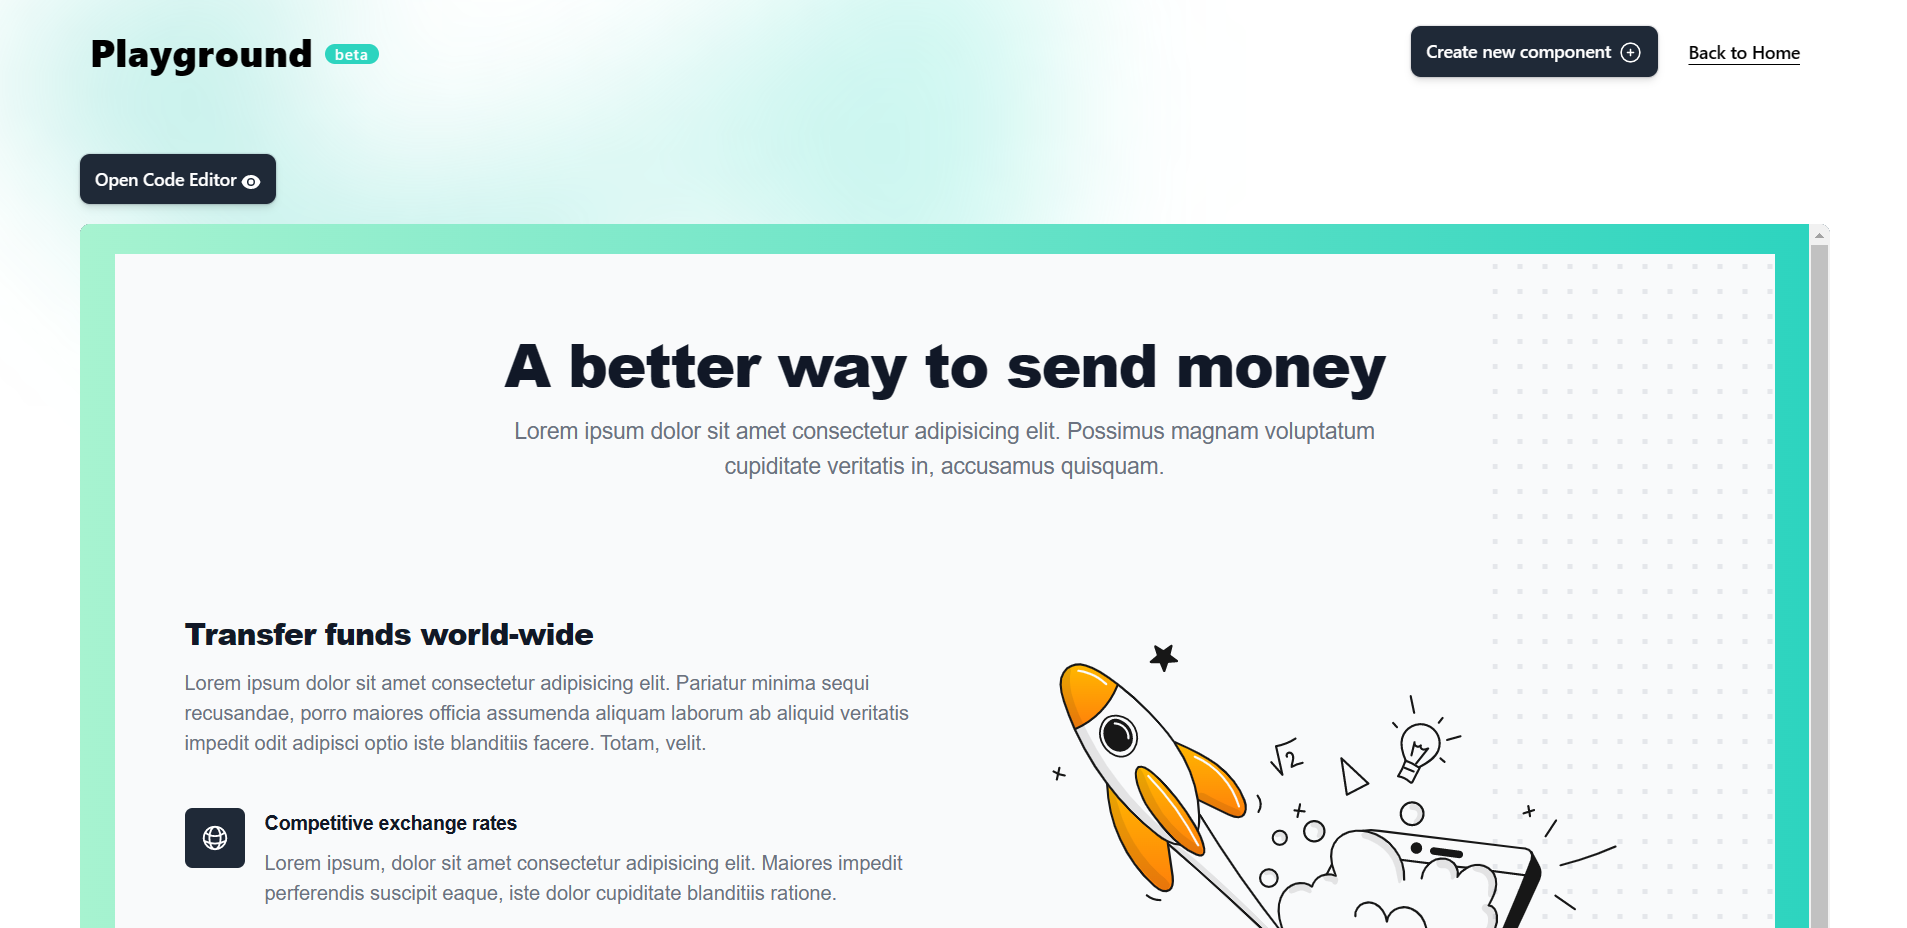 Playground beta
Create new component
Back to Home
Open Code Editor
A better way to send money
Lorem ipsum dolor sit amet consectetur adipisicing elit. Possimus magnam voluptatum
cupiditate veritatis in, accusamus quisquam.
Transfer funds world-wide
Lorem ipsum dolor sit amet consectetur adipisicing elit. Pariatur minima sequi
recusandae, porro maiores officia assumenda aliquam laborum ab aliquid veritatis
impedit odit adipisci optio iste blanditiis facere. Totam, velit.
√2
Competitive exchange rates
Lorem ipsum, dolor sit amet consectetur adipisicing elit. Maiores impedit
perferendis suscipit eaque, iste dolor cupiditate blanditiis ratione.